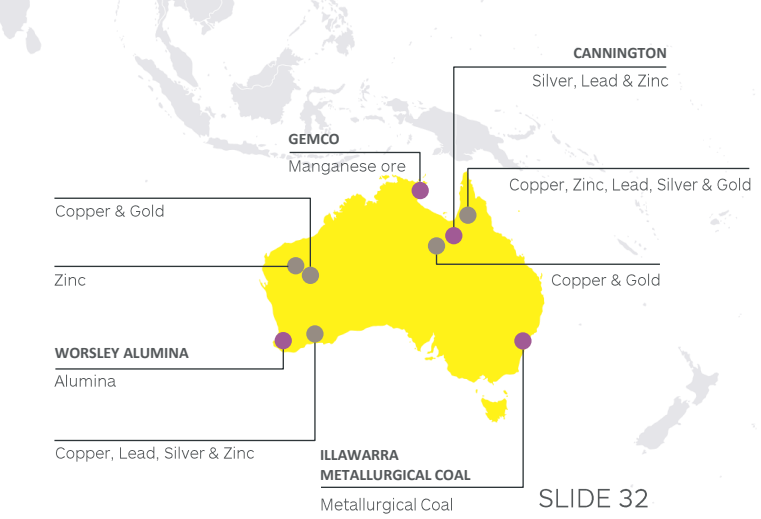 CANNINGTON
Silver, Lead & Zinc
GEMCO
Manganese ore
Copper, Zinc, Lead, Silver & Gold
Copper & Gold
Zinc
Copper & Gold
WORSLEY ALUMINA
Alumina
Copper, Lead, Silver & Zinc
ILLAWARRA
METALLURGICAL COAL
Metallurgical Coal
SLIDE 32